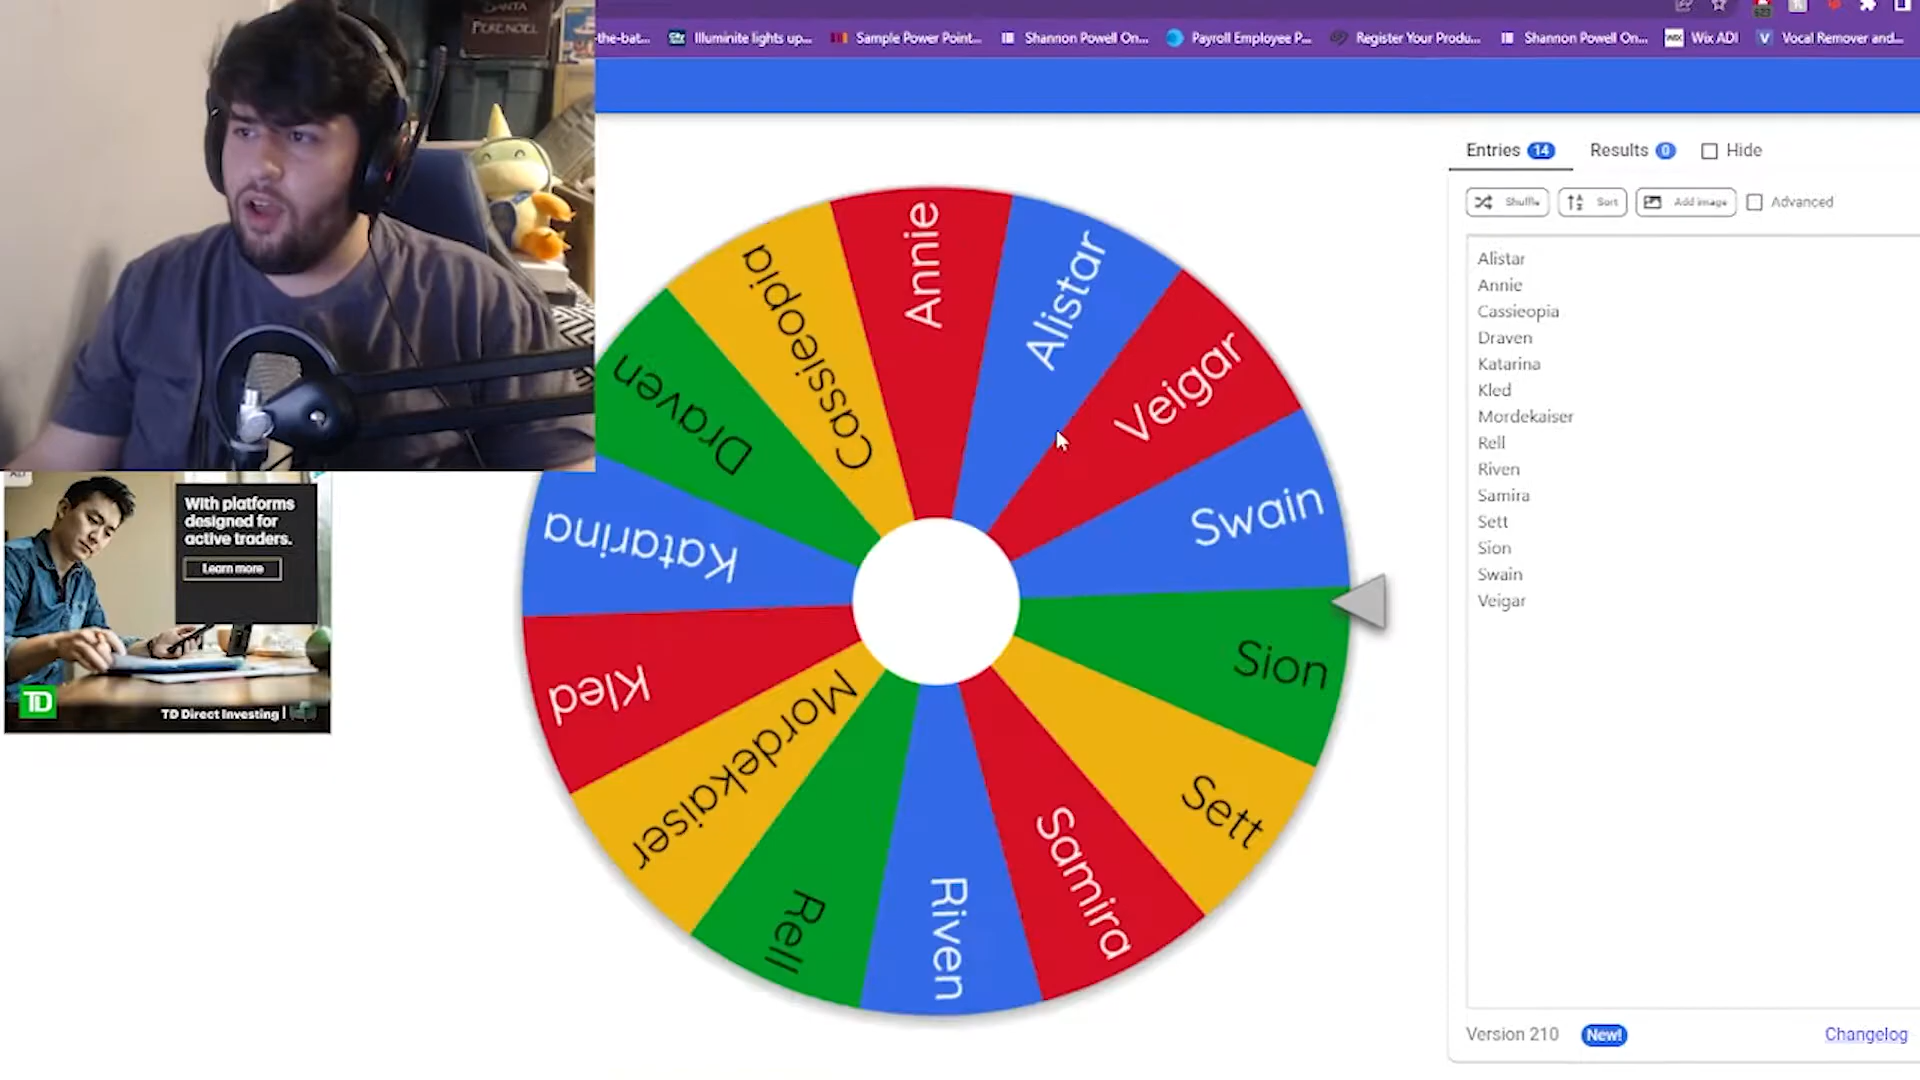 SANTA
PERENOEL
-the-bat...
Illuminite lights up...
Sample Power Point...
Shannon Powell On...
Payroll Employee P...
Register Your Produ...
Shannon Powell On...
WIX
Wix ADI
V
Vocal Remover and...
Entries 14
Results 0
Hide
Shuffle
Sort
Add image
Advanced
Alistar
Annie
Cassieopia
Draven
Katarina
Kled
Mordekaiser
Rell
Riven
Samira
Sett
Sion
Swain
Veigar
Annie
Alistar
Veigar
Swain
Sion
Sett
Samira
Riven
Rell
Mordekaiser
Kled
Katarina
Draven
Cassieopia
With platforms
designed for
active traders.
Learn more
TD
TD Direct Investing
Version 210
New!
Changelog